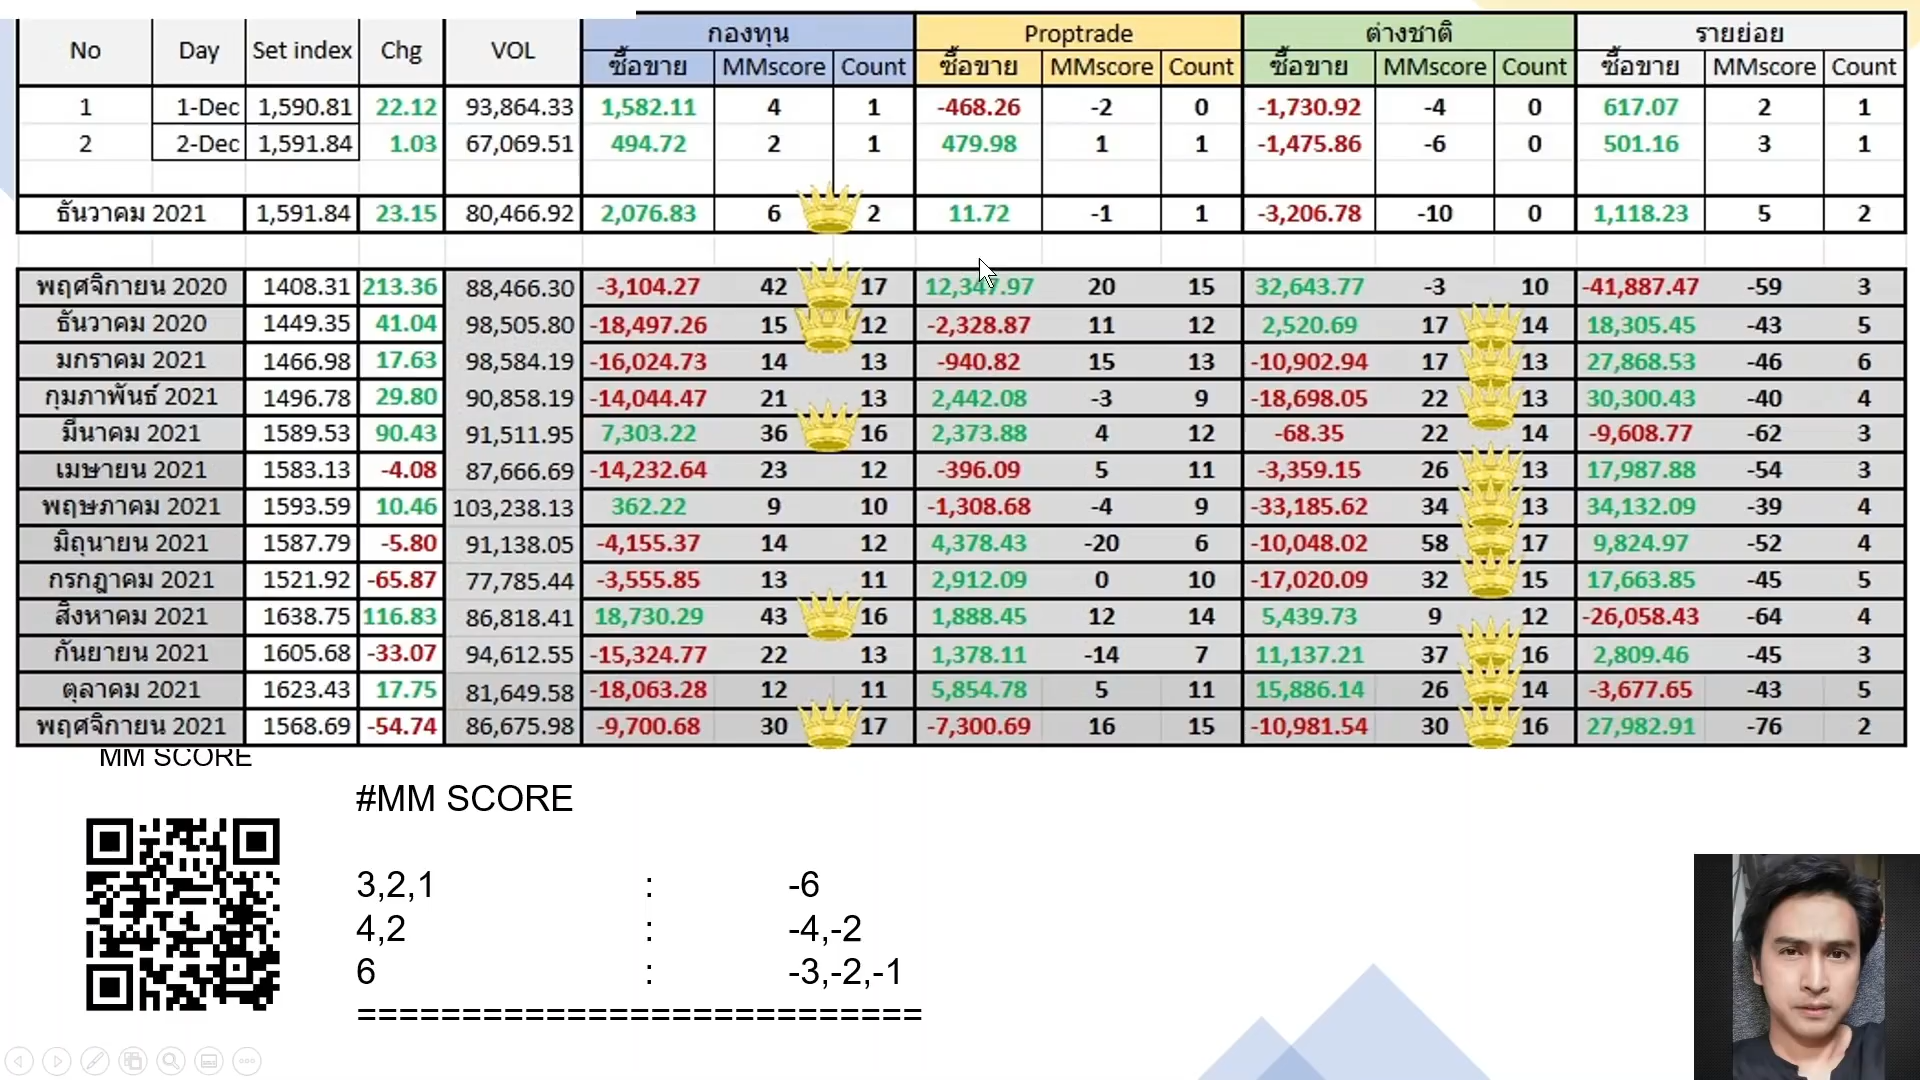 กองทุน Proptrade ต่างชาติ รายย่อย
No Day Set index Chg VOL ซื้อขาย MMscore Count ซื้อขาย MMscore Count ซื้อขาย MMscore Count ซื้อขาย MMscore Count
1 1-Dec 1,590.81 22.12 93,864.33 1,582.11 4 1 -468.26 -2 0 -1,730.92 -4 0 617.07 2 1
2 2-Dec 1,591.84 1.03 67,069.51 494.72 2 1 479.98 1 1 -1,475.86 -6 0 501.16 3 1
ธันวาคม 2021 1,591.84 23.15 80,466.92 2,076.83 6 2 11.72 -1 1 -3,206.78 -10 0 1,118.23 5 2
พฤศจิกายน 2020 1408.31 213.36 88,466.30 -3,104.27 42 17 12,347.97 20 15 32,643.77 -3 10 -41,887.47 -59 3
ธันวาคม 2020 1449.35 41.04 98,505.80 -18,497.26 15 12 -2,328.87 11 12 2,520.69 17 14 18,305.45 -43 5
มกราคม 2021 1466.98 17.63 98,584.19 -16,024.73 14 13 -940.82 15 13 -10,902.94 17 13 27,868.53 -46 6
กุมภาพันธ์ 2021 1496.78 29.80 90,858.19 -14,044.47 21 13 2,442.08 -3 9 -18,698.05 22 13 30,300.43 -40 4
มีนาคม 2021 1589.53 90.43 91,511.95 7,303.22 36 16 2,373.88 4 12 -68.35 22 14 -9,608.77 -62 3
เมษายน 2021 1583.13 -4.08 87,666.69 -14,232.64 23 12 -396.09 5 11 -3,359.15 26 13 17,987.88 -54 3
พฤษภาคม 2021 1593.59 10.46 103,238.13 362.22 9 10 -1,308.68 -4 9 -33,185.62 34 13 34,132.09 -39 4
มิถุนายน 2021 1587.79 -5.80 91,138.05 -4,155.37 14 12 4,378.43 -20 6 -10,048.02 58 17 9,824.97 -52 4
กรกฎาคม 2021 1521.92 -65.87 77,785.44 -3,555.85 13 11 2,912.09 0 10 -17,020.09 32 15 17,663.85 -45 5
สิงหาคม 2021 1638.75 116.83 86,818.41 18,730.29 43 16 1,888.45 12 14 5,439.73 9 12 -26,058.43 -64 4
กันยายน 2021 1605.68 -33.07 94,612.55 -15,324.77 22 13 1,378.11 -14 7 11,137.21 37 16 2,809.46 -45 3
ตุลาคม 2021 1623.43 17.75 81,649.58 -18,063.28 12 11 5,854.78 5 11 15,886.14 26 14 -3,677.65 -43 5
พฤศจิกายน 2021 1568.69 -54.74 86,675.98 -9,700.68 30 17 -7,300.69 16 15 -10,981.54 30 16 27,982.91 -76 2
MM SCORE
#MM SCORE
3,2,1 : -6
4,2 : -4,-2
6 : -3,-2,-1
===========================